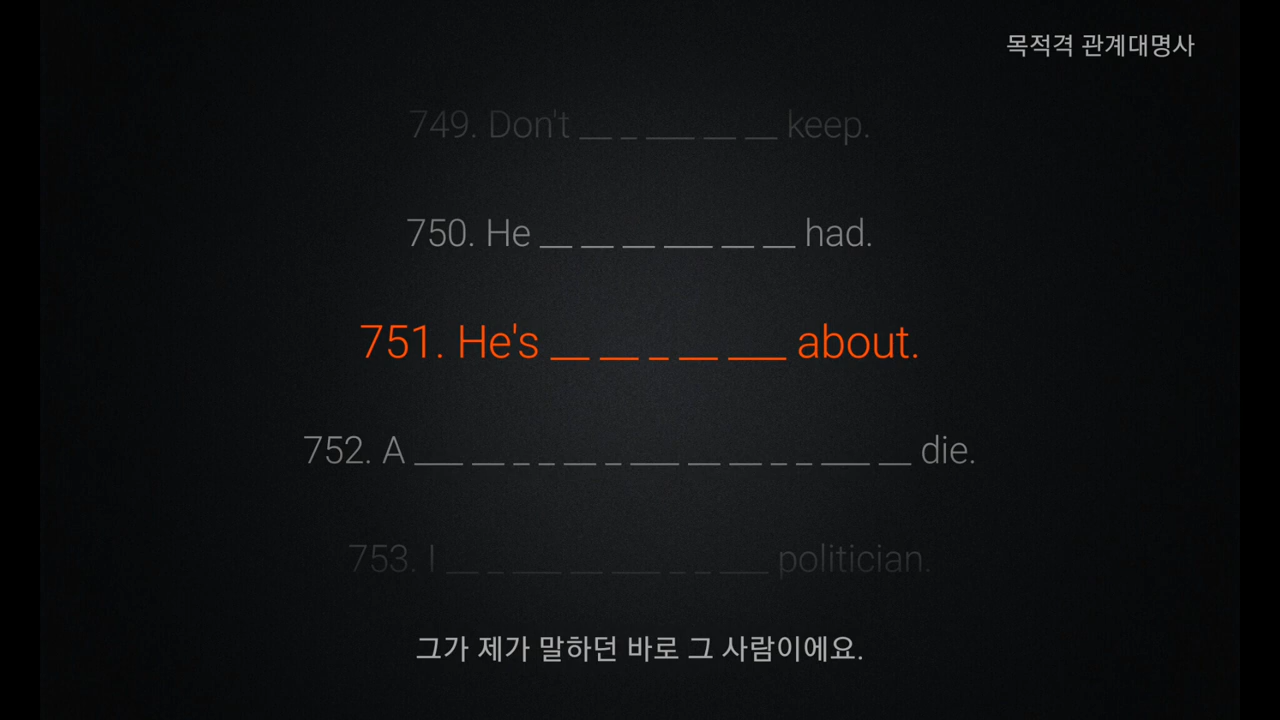 목적격 관계대명사
749. Don't __ _ ___ __ __ keep.
750. He __ __ __ ___ __ __ had.
751. He's __ __ _ __ ___ about.
752. A ___ __ _ _ __ _ ___ __ __ _ _ ___ __ die.
753. I __ _ ___ __ ___ _ _ ___ politician.
그가 제가 말하던 바로 그 사람이에요.